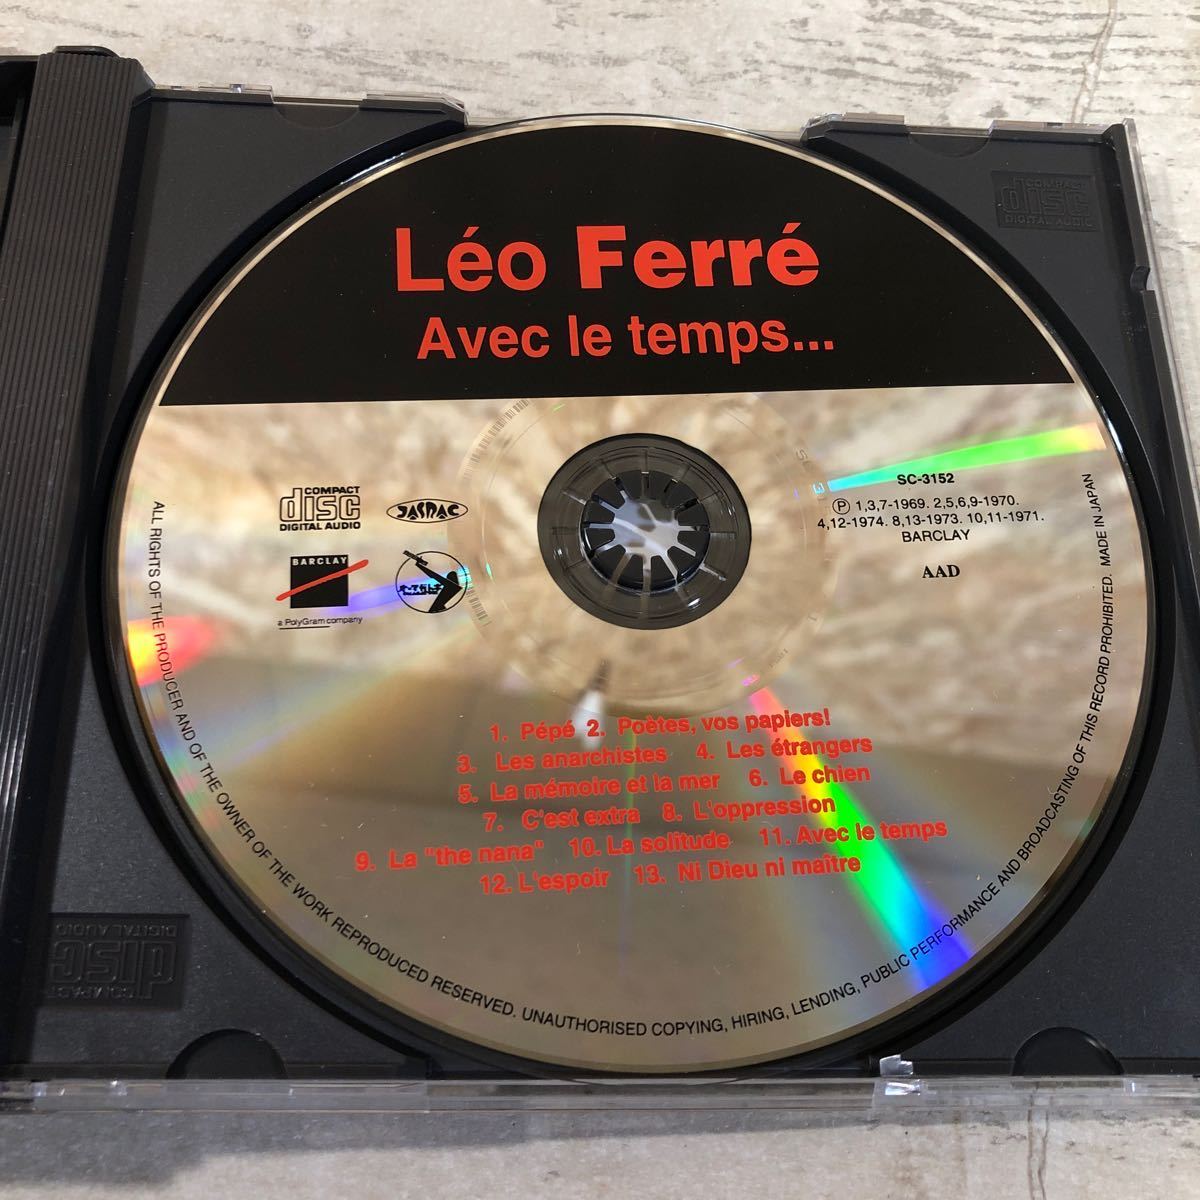 Léo Ferré
Avec le temps...
COMPACT
disc
DIGITAL AUDIO
JASRAC
BARCLAY
a PolyGram company
SC-3152
Ⓟ 1,3,7-1969. 2,5,6,9-1970.
4,12-1974. 8,13-1973. 10,11-1971.
BARCLAY
AAD
1. Pépé 2. Poètes, vos papiers!
3. Les anarchistes 4. Les étrangers
5. La mémoire et la mer 6. Le chien
7. C'est extra 8. L'oppression
9. La "the nana" 10. La solitude 11. Avec le temps
12. L'espoir 13. Ni Dieu ni maître
ALL RIGHTS OF THE PRODUCER AND OF THE OWNER OF THE WORK REPRODUCED RESERVED. UNAUTHORISED COPYING, HIRING, LENDING, PUBLIC PERFORMANCE AND BROADCASTING OF THIS RECORD PROHIBITED. MADE IN JAPAN
COMPACT
disc
DIGITAL AUDIO
COMPACT
disc
DIGITAL AUDIO